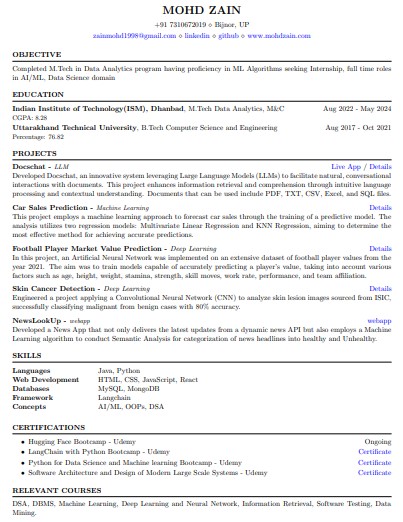 MOHD ZAIN
+91 7310672019 ⋄ Bijnor, UP
zainmohd1998@gmail.com ⋄ linkedin ⋄ github ⋄ www.mohdzain.com
OBJECTIVE
Completed M.Tech in Data Analytics program having proficiency in ML Algorithms seeking Internship, full time roles
in AI/ML, Data Science domain
EDUCATION
Indian Institute of Technology(ISM), Dhanbad, M.Tech Data Analytics, M&C Aug 2022 - May 2024
CGPA: 8.28
Uttarakhand Technical University, B.Tech Computer Science and Engineering Aug 2017 - Oct 2021
Percentage: 76.82
PROJECTS
Docschat - LLM Live App / Details
Developed Docschat, an innovative system leveraging Large Language Models (LLMs) to facilitate natural, conversational
interactions with documents. This project enhances information retrieval and comprehension through intuitive language
processing and contextual understanding. Documents that can be used include PDF, TXT, CSV, Excel, and SQL files.
Car Sales Prediction - Machine Learning Details
This project employs a machine learning approach to forecast car sales through the training of a predictive model. The
analysis utilizes two regression models: Multivariate Linear Regression and KNN Regression, aiming to determine the
most effective method for achieving accurate predictions.
Football Player Market Value Prediction - Deep Learning Details
In this project, an Artificial Neural Network was implemented on an extensive dataset of football player values from the
year 2021. The aim was to train models capable of accurately predicting a player's value, taking into account various
factors such as age, height, weight, stamina, strength, skill moves, work rate, performance, and team affiliation.
Skin Cancer Detection - Deep Learning Details
Engineered a project applying a Convolutional Neural Network (CNN) to analyze skin lesion images sourced from ISIC,
successfully classifying malignant from benign cases with 80% accuracy.
NewsLookUp - webapp webapp
Developed a News App that not only delivers the latest updates from a dynamic news API but also employs a Machine
Learning algorithm to conduct Semantic Analysis for categorization of news headlines into healthy and Unhealthy.
SKILLS
Languages Java, Python
Web Development HTML, CSS, JavaScript, React
Databases MySQL, MongoDB
Framework Langchain
Concepts AI/ML, OOPs, DSA
CERTIFICATIONS
• Hugging Face Bootcamp - Udemy Ongoing
• LangChain with Python Bootcamp - Udemy Certificate
• Python for Data Science and Machine learning Bootcamp - Udemy Certificate
• Software Architecture and Design of Modern Large Scale Systems - Udemy Certificate
RELEVANT COURSES
DSA, DBMS, Machine Learning, Deep Learning and Neural Network, Information Retrieval, Software Testing, Data
Mining.